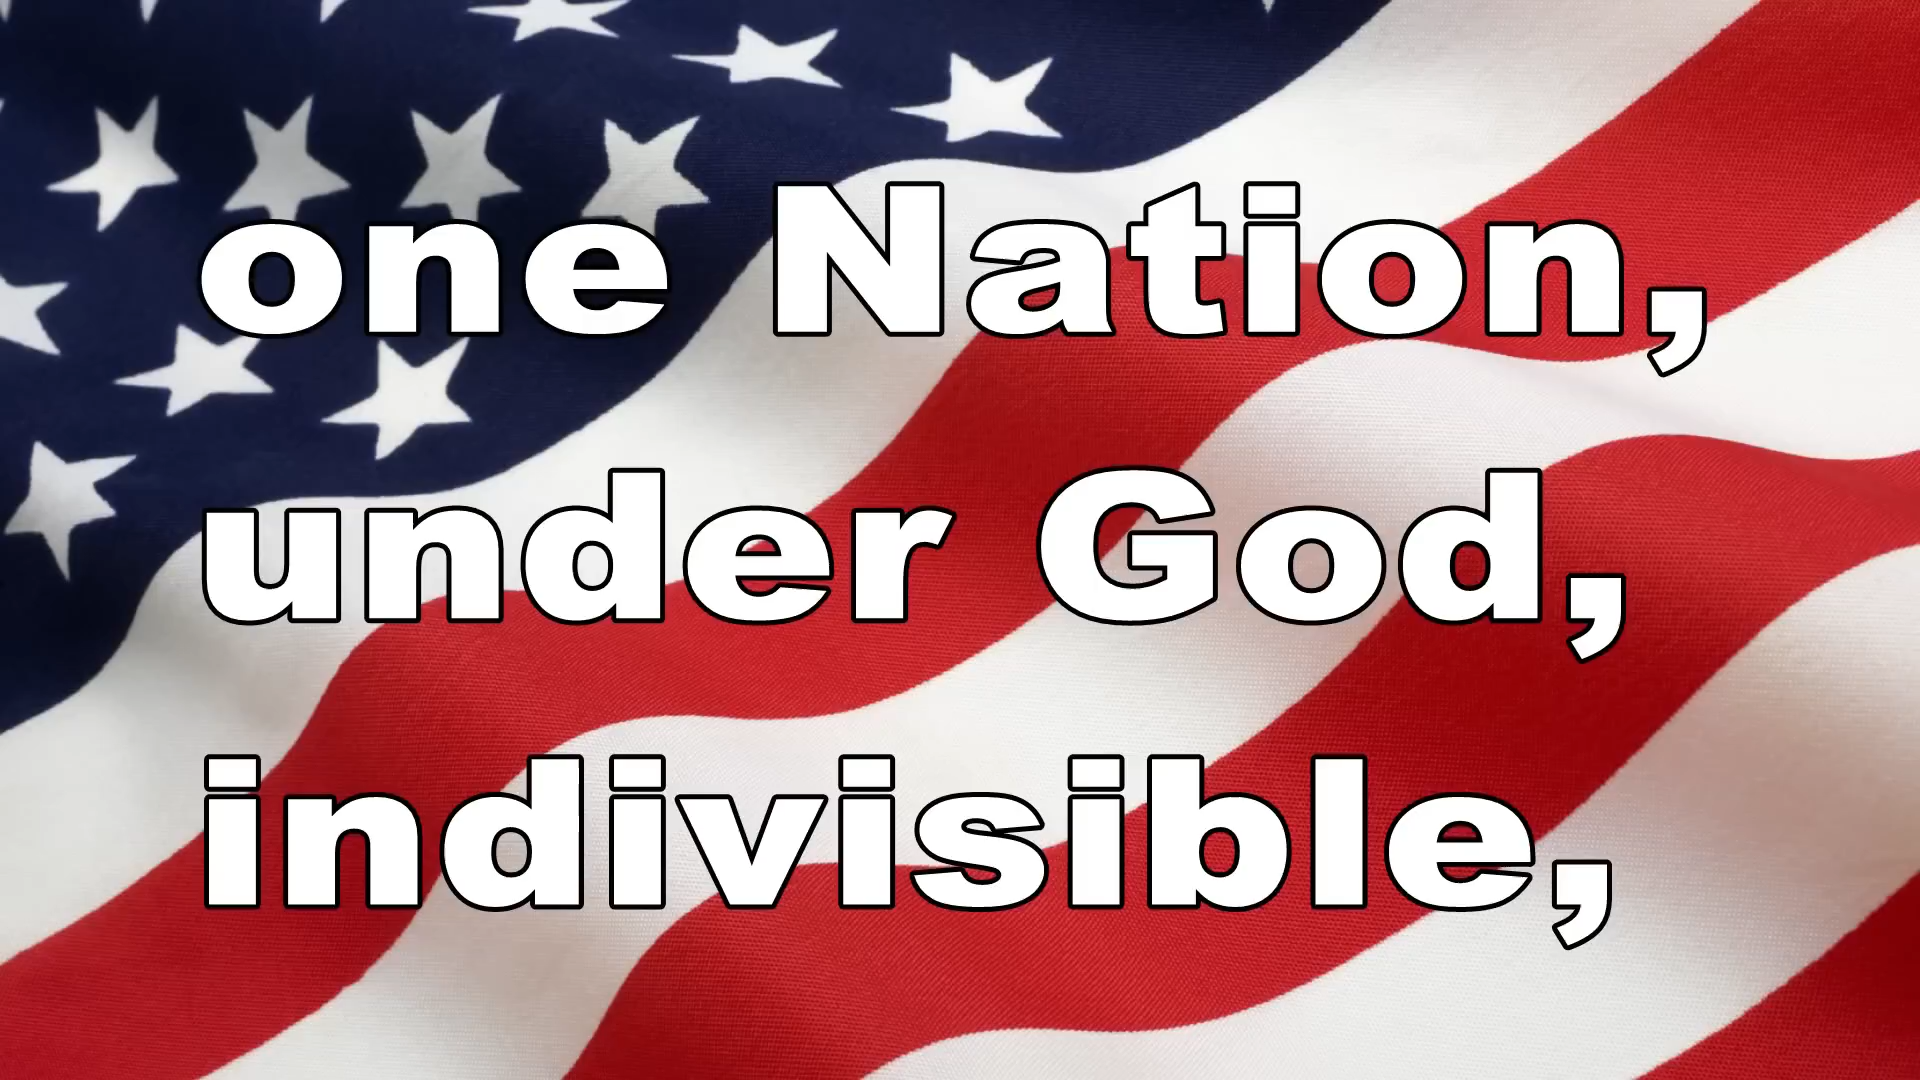 one Nation,
under God,
indivisible,